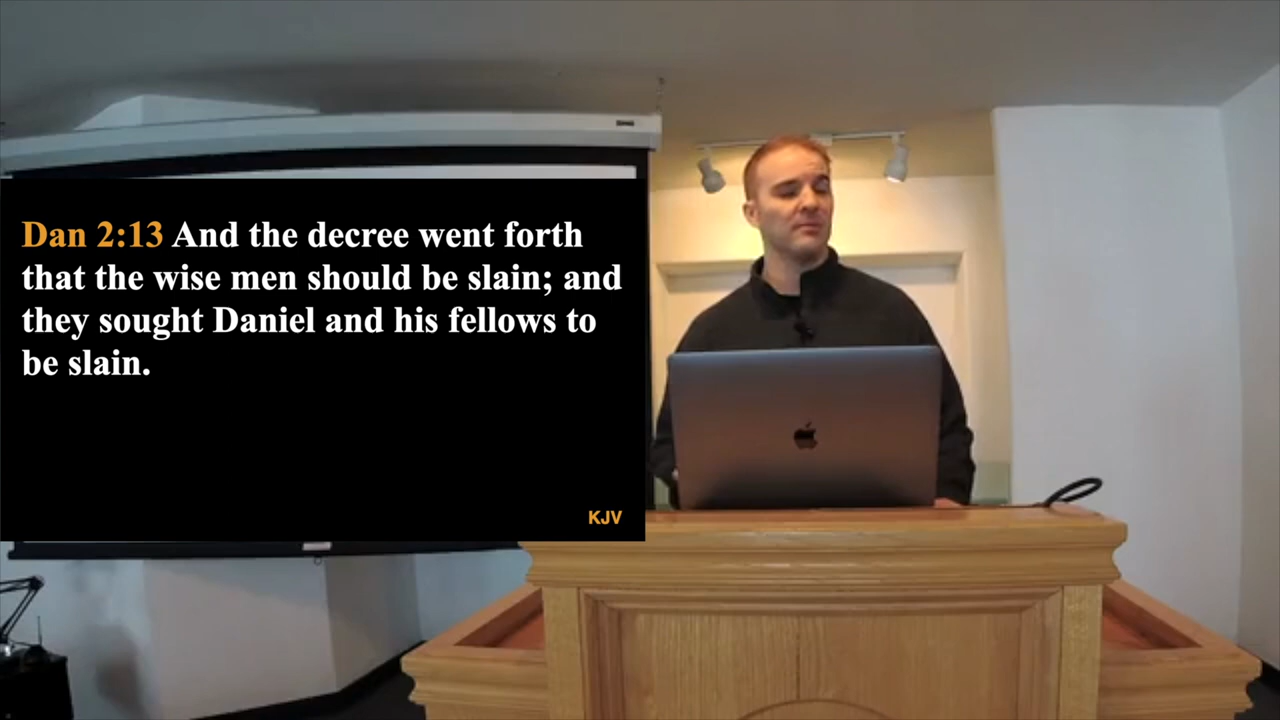 Dan 2:13 And the decree went forth
that the wise men should be slain; and
they sought Daniel and his fellows to
be slain.
KJV